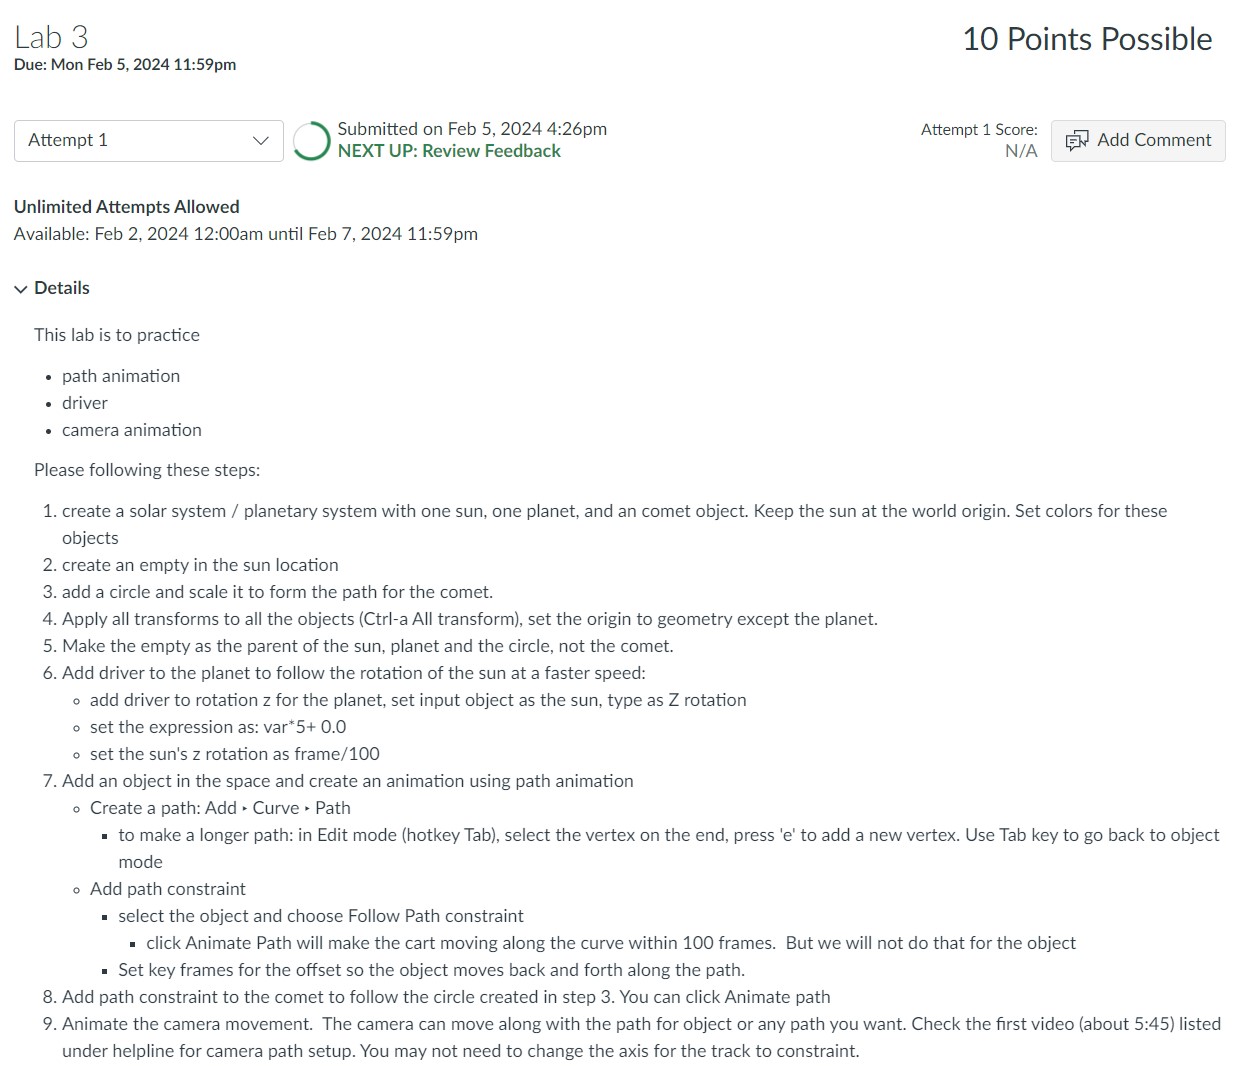 Lab 3
10 Points Possible
Due: Mon Feb 5, 2024 11:59pm
Attempt 1
Submitted on Feb 5, 2024 4:26pm
NEXT UP: Review Feedback
Attempt 1 Score:
N/A
Add Comment
Unlimited Attempts Allowed
Available: Feb 2, 2024 12:00am until Feb 7, 2024 11:59pm
Details
This lab is to practice
• path animation
• driver
• camera animation
Please following these steps:
1. create a solar system / planetary system with one sun, one planet, and an comet object. Keep the sun at the world origin. Set colors for these
objects
2. create an empty in the sun location
3. add a circle and scale it to form the path for the comet.
4. Apply all transforms to all the objects (Ctrl-a All transform), set the origin to geometry except the planet.
5. Make the empty as the parent of the sun, planet and the circle, not the comet.
6. Add driver to the planet to follow the rotation of the sun at a faster speed:
◦ add driver to rotation z for the planet, set input object as the sun, type as Z rotation
◦ set the expression as: var*5+ 0.0
◦ set the sun's z rotation as frame/100
7. Add an object in the space and create an animation using path animation
◦ Create a path: Add ‣ Curve ‣ Path
▪ to make a longer path: in Edit mode (hotkey Tab), select the vertex on the end, press 'e' to add a new vertex. Use Tab key to go back to object
mode
◦ Add path constraint
▪ select the object and choose Follow Path constraint
▪ click Animate Path will make the cart moving along the curve within 100 frames.  But we will not do that for the object
▪ Set key frames for the offset so the object moves back and forth along the path.
8. Add path constraint to the comet to follow the circle created in step 3. You can click Animate path
9. Animate the camera movement.  The camera can move along with the path for object or any path you want. Check the first video (about 5:45) listed
under helpline for camera path setup. You may not need to change the axis for the track to constraint.